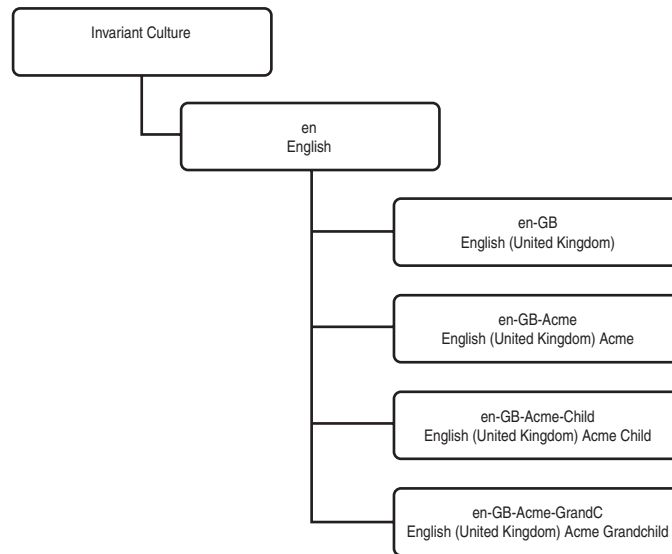 Invariant Culture
en
English
en-GB
English (United Kingdom)
en-GB-Acme
English (United Kingdom) Acme
en-GB-Acme-Child
English (United Kingdom) Acme Child
en-GB-Acme-GrandC
English (United Kingdom) Acme Grandchild